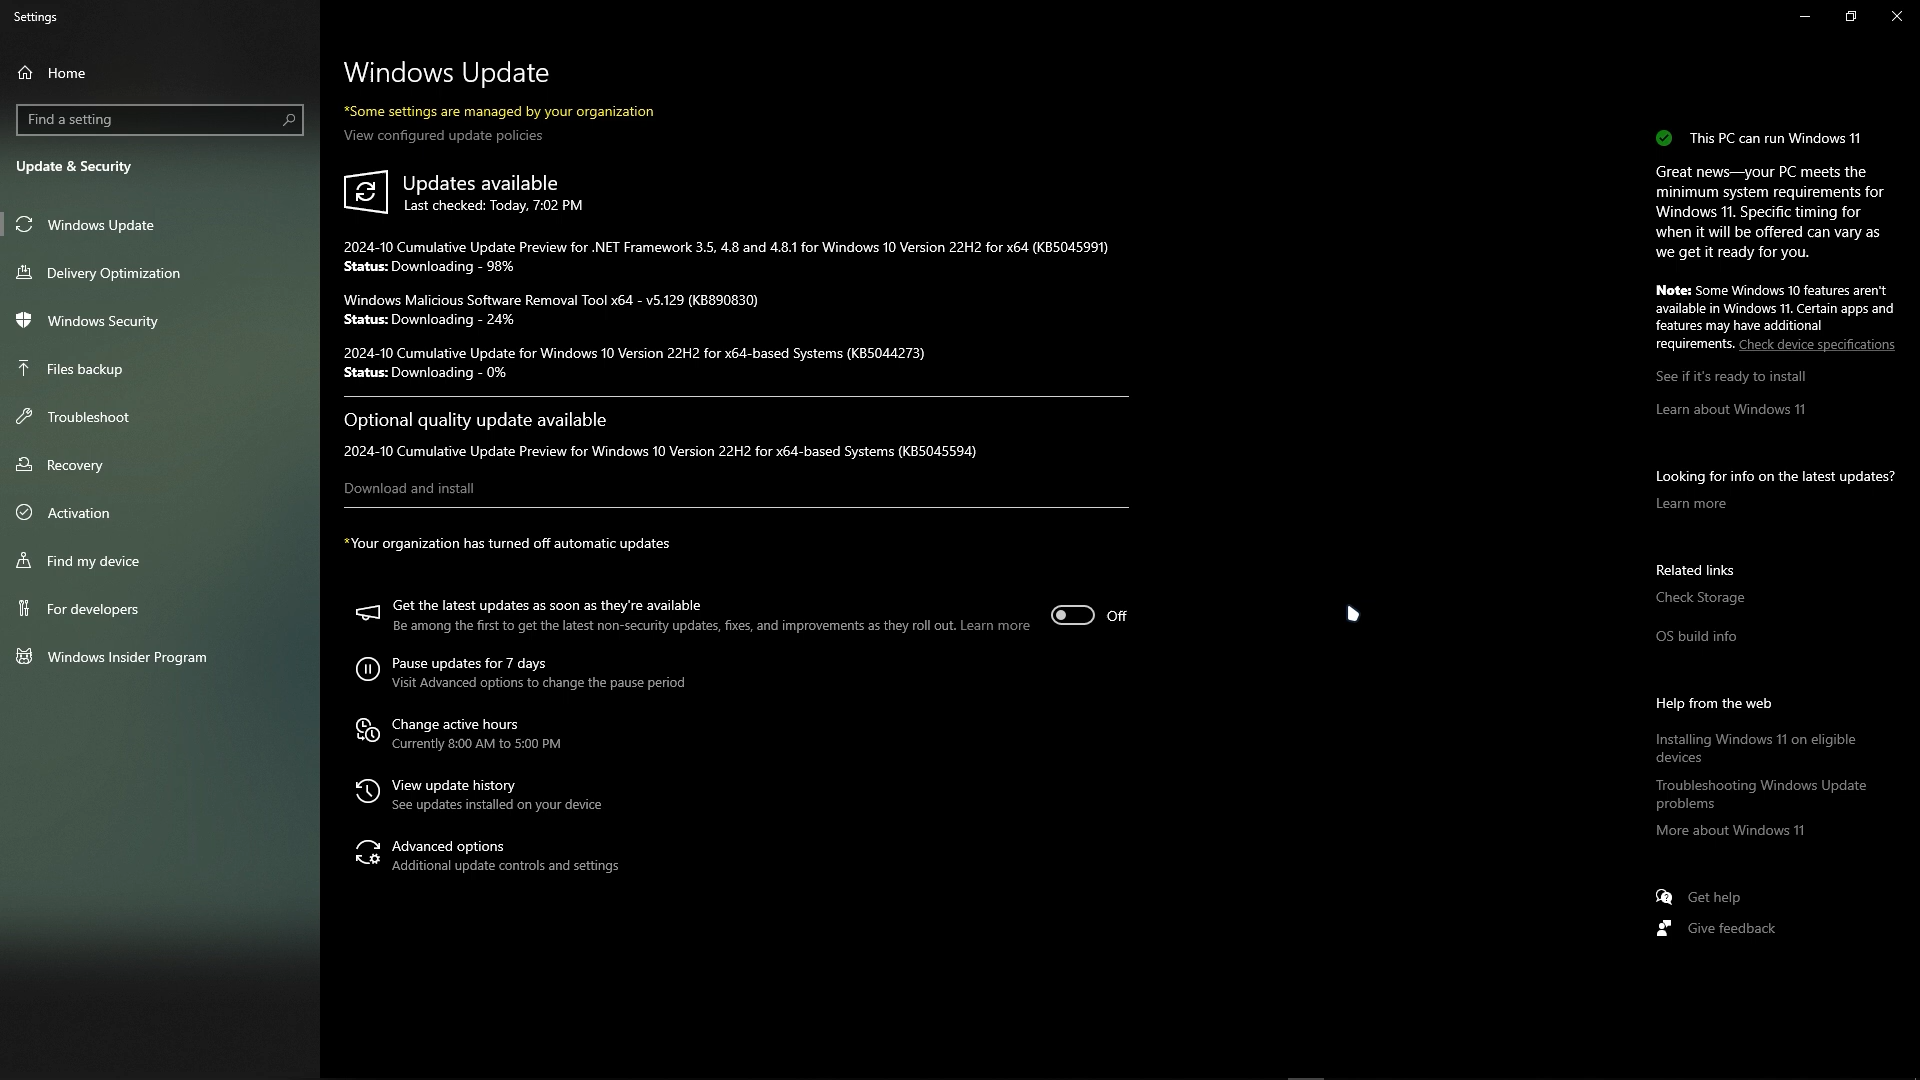 Settings
Home
Find a setting
Update & Security
Windows Update
Delivery Optimization
Windows Security
Files backup
Troubleshoot
Recovery
Activation
Find my device
For developers
Windows Insider Program
Windows Update
*Some settings are managed by your organization
View configured update policies
Updates available
Last checked: Today, 7:02 PM
2024-10 Cumulative Update Preview for .NET Framework 3.5, 4.8 and 4.8.1 for Windows 10 Version 22H2 for x64 (KB5045991)
Status: Downloading - 98%
Windows Malicious Software Removal Tool x64 - v5.129 (KB890830)
Status: Downloading - 24%
2024-10 Cumulative Update for Windows 10 Version 22H2 for x64-based Systems (KB5044273)
Status: Downloading - 0%
Optional quality update available
2024-10 Cumulative Update Preview for Windows 10 Version 22H2 for x64-based Systems (KB5045594)
Download and install
*Your organization has turned off automatic updates
Get the latest updates as soon as they're available
Be among the first to get the latest non-security updates, fixes, and improvements as they roll out. Learn more
Off
Pause updates for 7 days
Visit Advanced options to change the pause period
Change active hours
Currently 8:00 AM to 5:00 PM
View update history
See updates installed on your device
Advanced options
Additional update controls and settings
This PC can run Windows 11
Great news—your PC meets the
minimum system requirements for
Windows 11. Specific timing for
when it will be offered can vary as
we get it ready for you.
Note: Some Windows 10 features aren't
available in Windows 11. Certain apps and
features may have additional
requirements. Check device specifications
See if it's ready to install
Learn about Windows 11
Looking for info on the latest updates?
Learn more
Related links
Check Storage
OS build info
Help from the web
Installing Windows 11 on eligible
devices
Troubleshooting Windows Update
problems
More about Windows 11
Get help
Give feedback